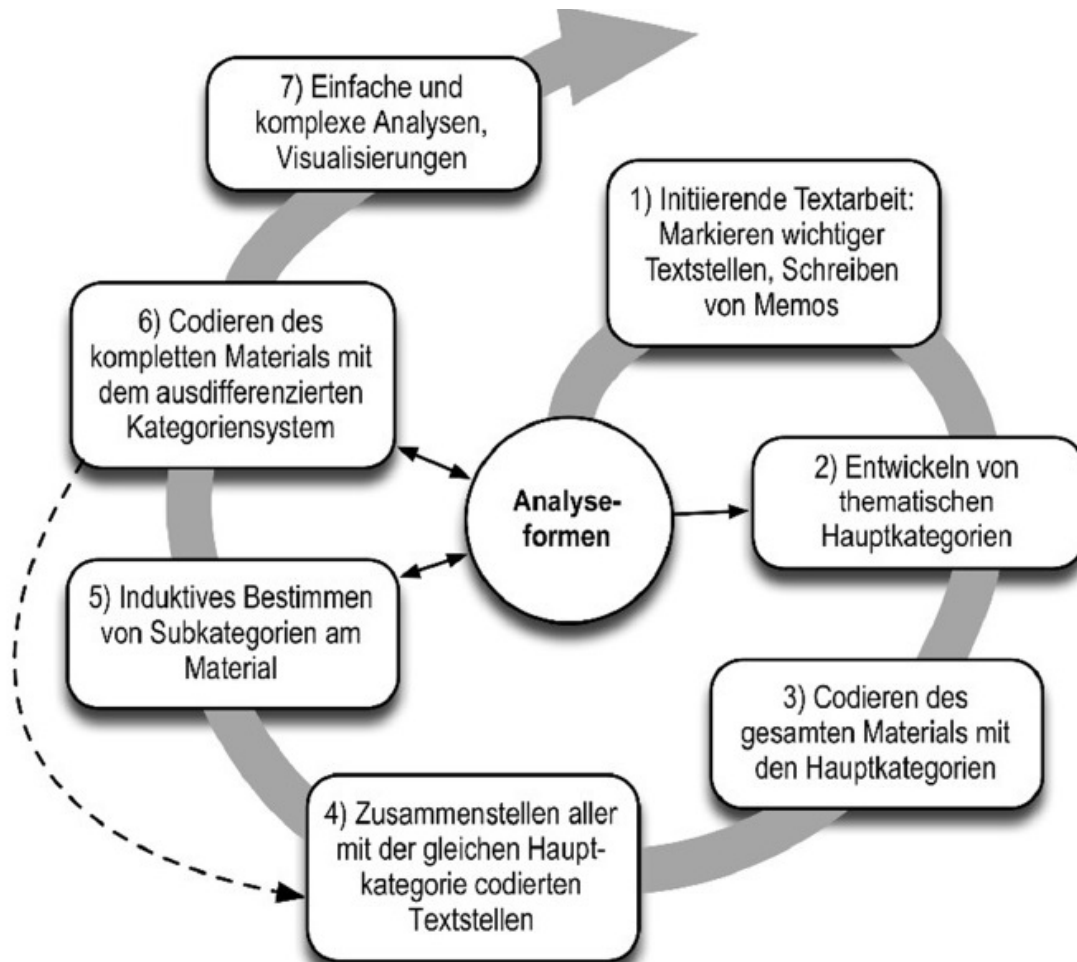 7) Einfache und
komplexe Analysen,
Visualisierungen
1) Initiierende Textarbeit:
Markieren wichtiger
Textstellen, Schreiben
von Memos
6) Codieren des
kompletten Materials mit
dem ausdifferenzierten
Kategoriensystem
Analyse-
formen
2) Entwickeln von
thematischen
Hauptkategorien
5) Induktives Bestimmen
von Subkategorien am
Material
3) Codieren des
gesamten Materials mit
den Hauptkategorien
4) Zusammenstellen aller
mit der gleichen Haupt-
kategorie codierten
Textstellen